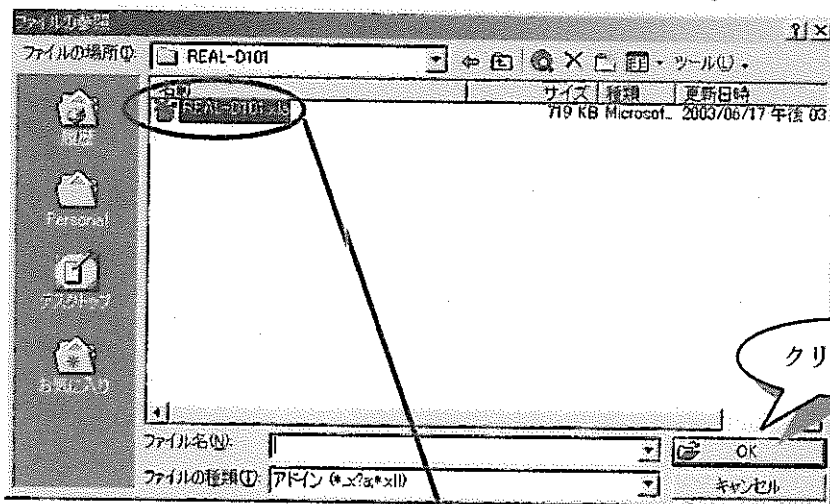 ファイルの参照
ファイルの場所(I): REAL-D101 ツール(L)
名前 サイズ 種類 更新日時
719 KB Microsof... 2003/06/17 午後 03
履歴
Personal
デスクトップ
お気に入り
クリ
ファイル名(N): OK
ファイルの種類(T): アドイン (*.x?a;*.xll) キャンセル